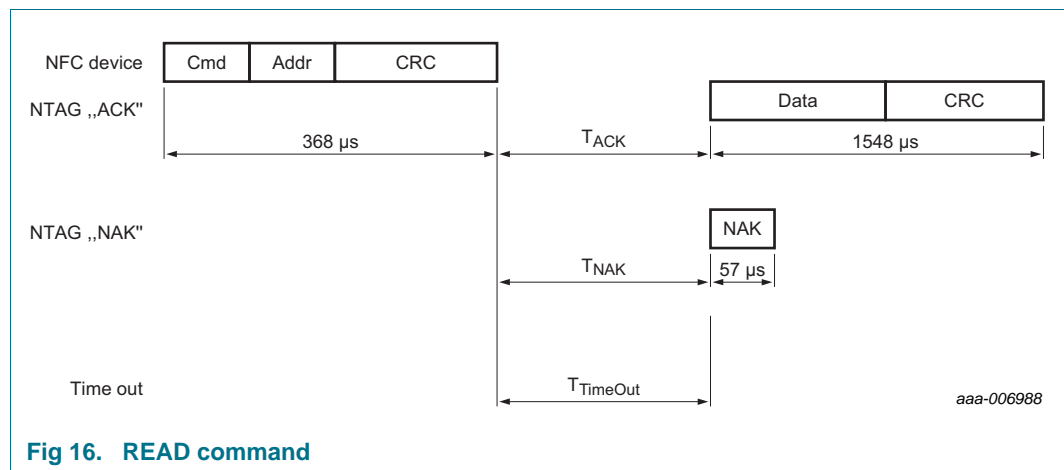 NFC device Cmd Addr CRC
NTAG ,,ACK" Data CRC
368 µs TACK 1548 µs
NTAG ,,NAK" NAK
TNAK 57 µs
Time out TTimeOut
aaa-006988
Fig 16. READ command